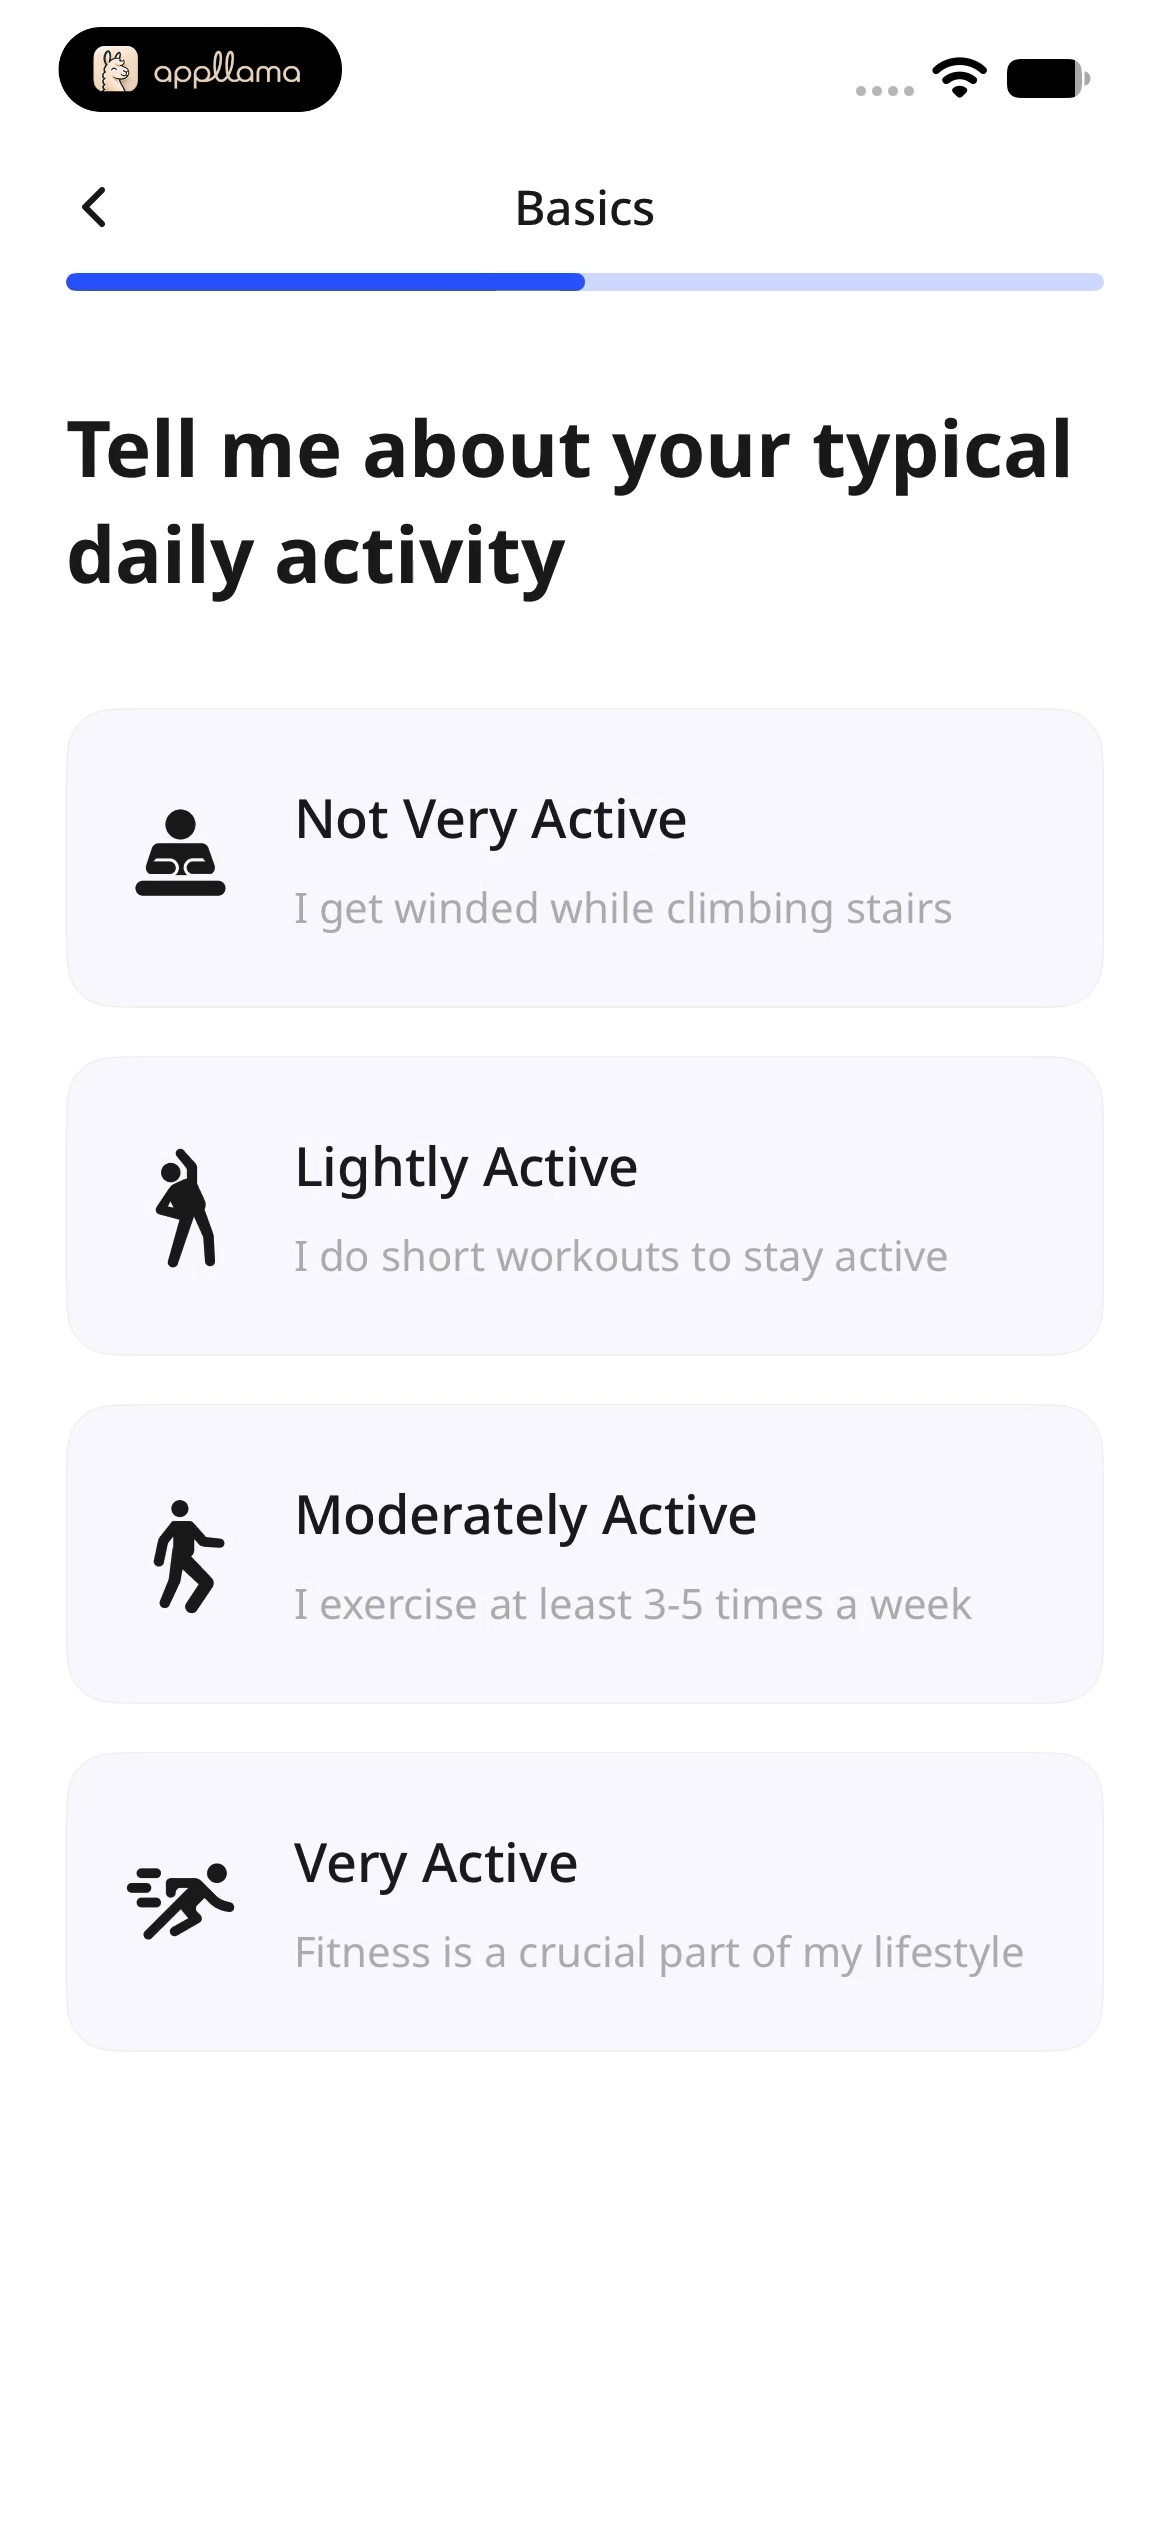 appllama
Basics
Tell me about your typical
daily activity
Not Very Active
I get winded while climbing stairs
Lightly Active
I do short workouts to stay active
Moderately Active
I exercise at least 3-5 times a week
Very Active
Fitness is a crucial part of my lifestyle